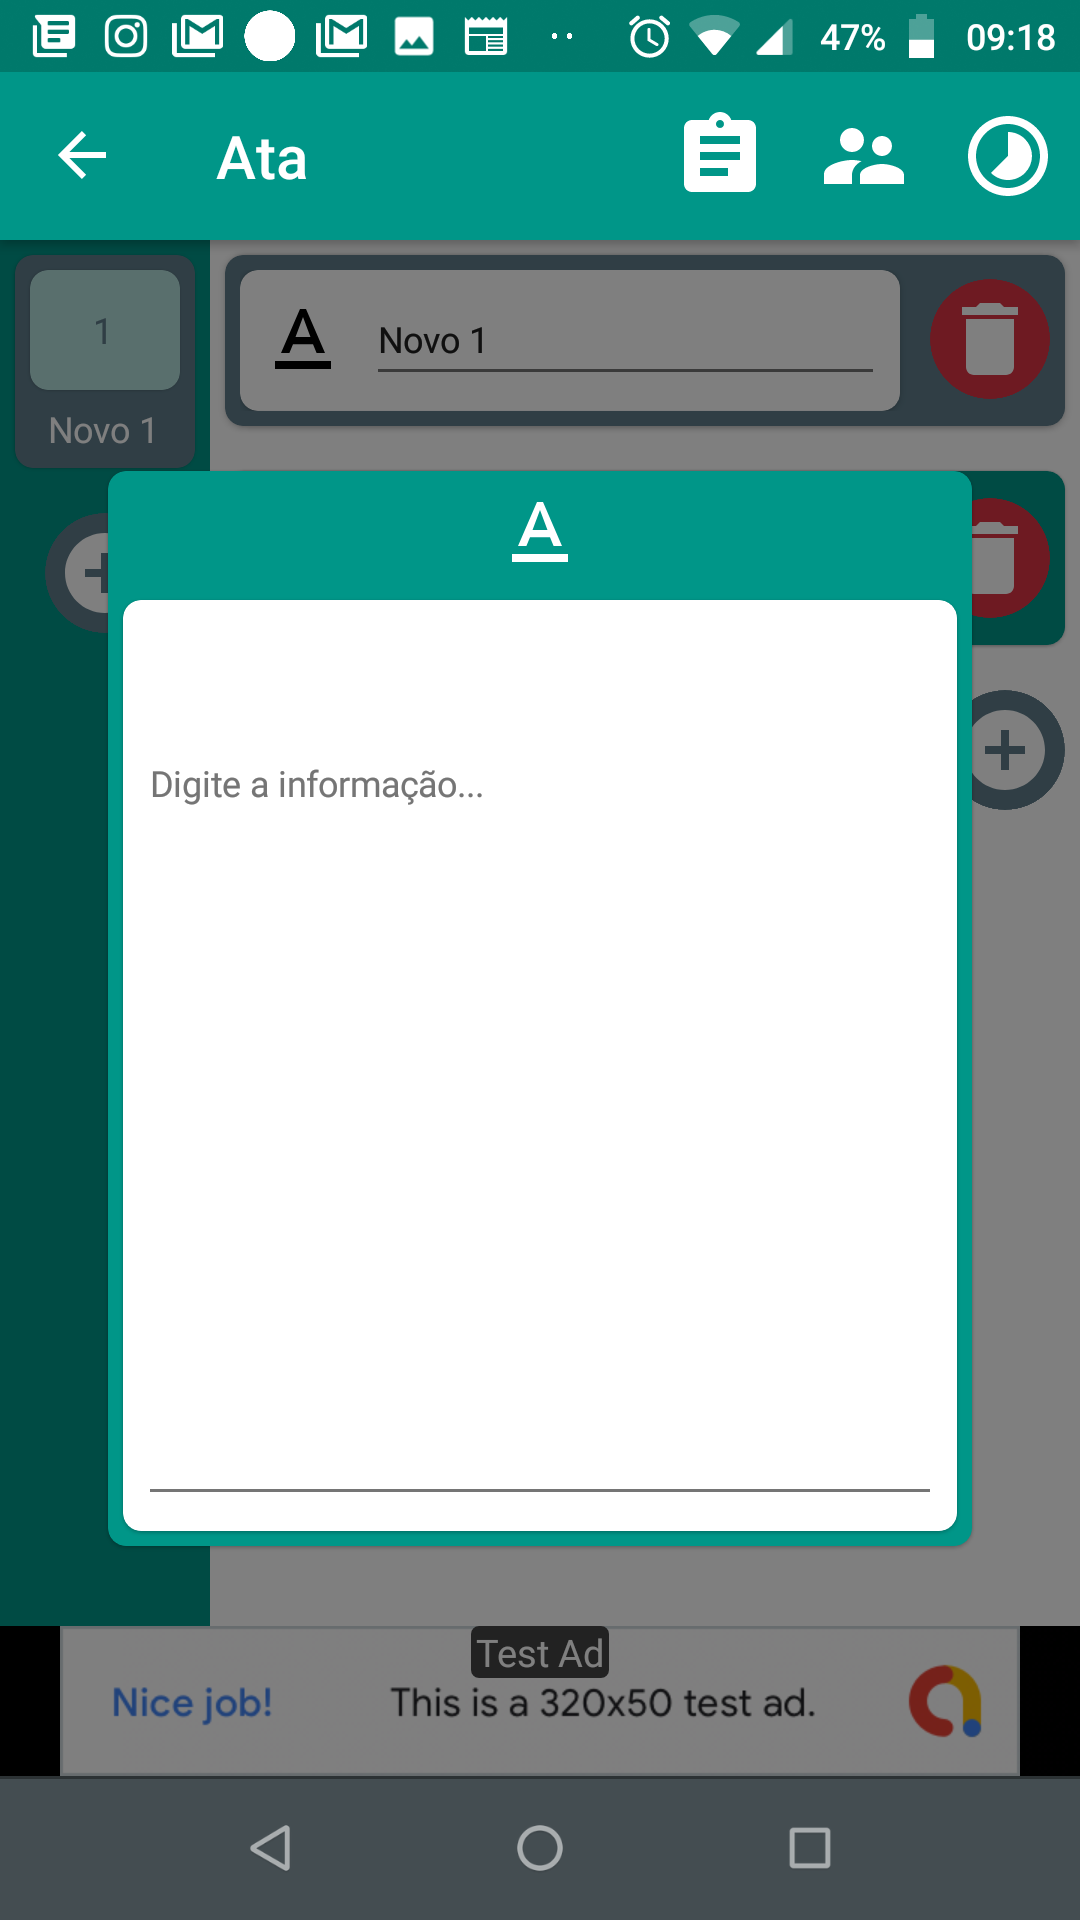 47% 09:18
Ata
1
Novo 1
A Novo 1
A
Digite a informação...
Test Ad
Nice job! This is a 320x50 test ad.